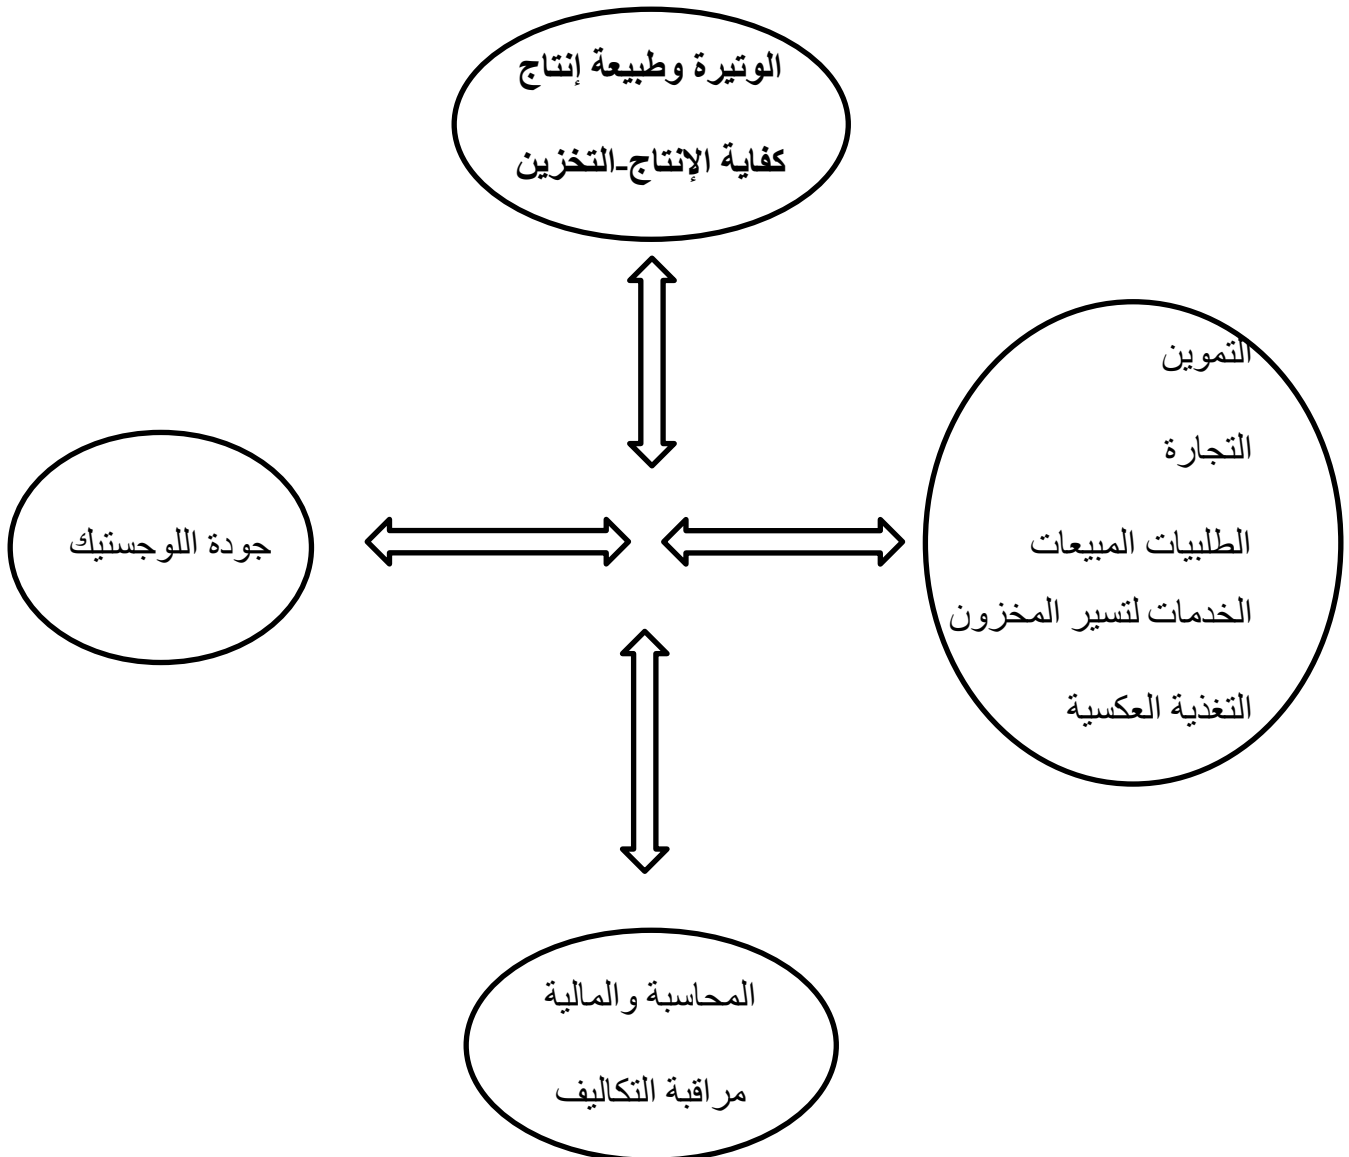 الوتيرة وطبيعة إنتاج
كفاية الإنتاج-التخزين
التموين
التجارة
الطلبيات المبيعات
الخدمات لتسير المخزون
التغذية العكسية
جودة اللوجستيك
المحاسبة والمالية
مراقبة التكاليف